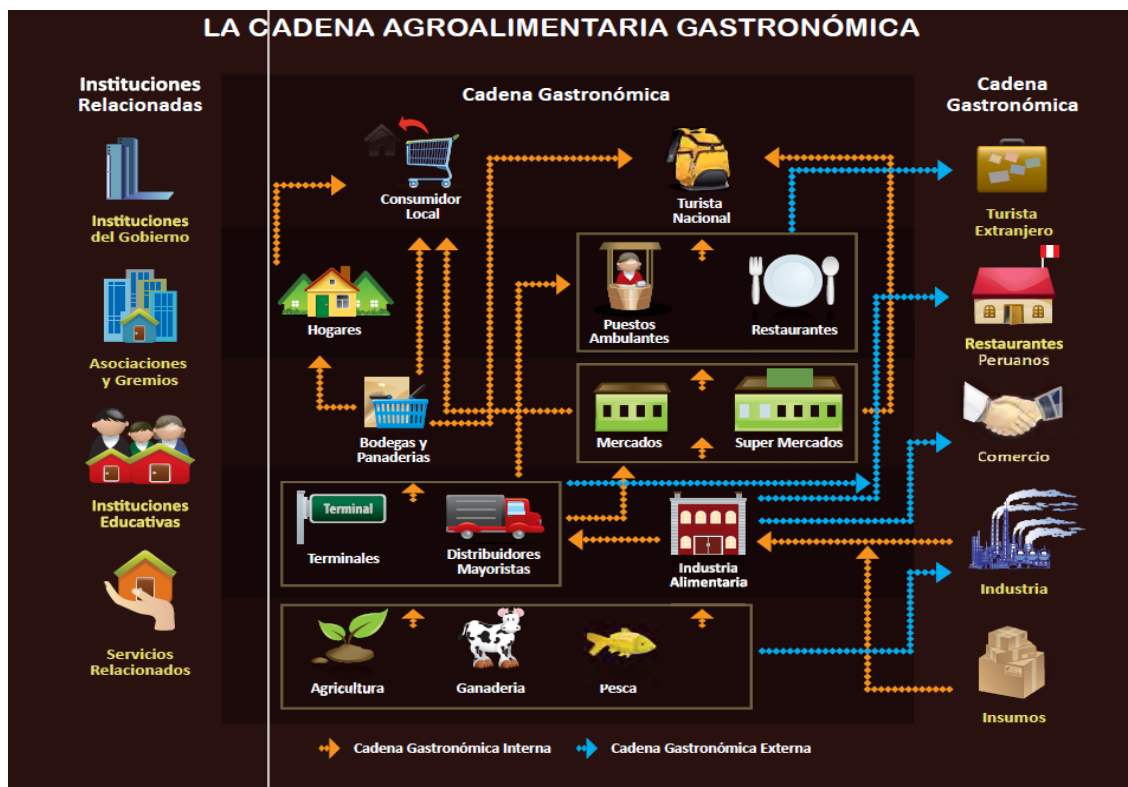 LA CADENA AGROALIMENTARIA GASTRONÓMICA
Instituciones
Relacionadas
Instituciones
del Gobierno
Asociaciones
y Gremios
Instituciones
Educativas
Servicios
Relacionados
Cadena Gastronómica
Consumidor
Local
Turista
Nacional
Hogares
Puestos
Ambulantes
Restaurantes
Bodegas y
Panaderias
Mercados
Super Mercados
Terminal
Terminales
Distribuidores
Mayoristas
Industria
Alimentaria
Agricultura
Ganaderia
Pesca
Cadena
Gastronómica
Turista
Extranjero
Restaurantes
Peruanos
Comercio
Industria
Insumos
Cadena Gastronómica Interna
Cadena Gastronómica Externa